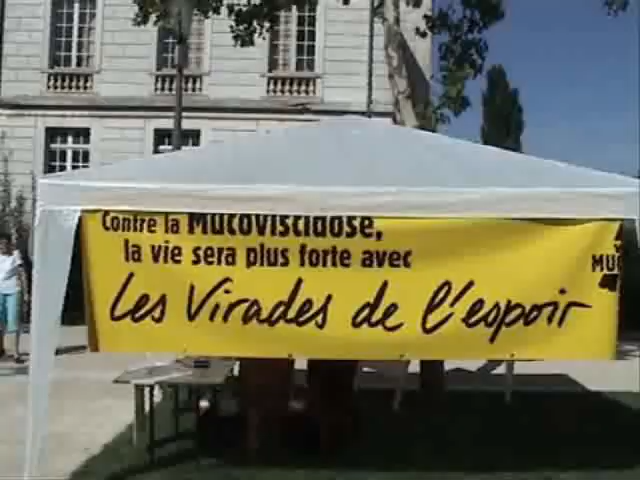 Contre la Mucoviscidose,
la vie sera plus forte avec
Les Virades de l'espoir